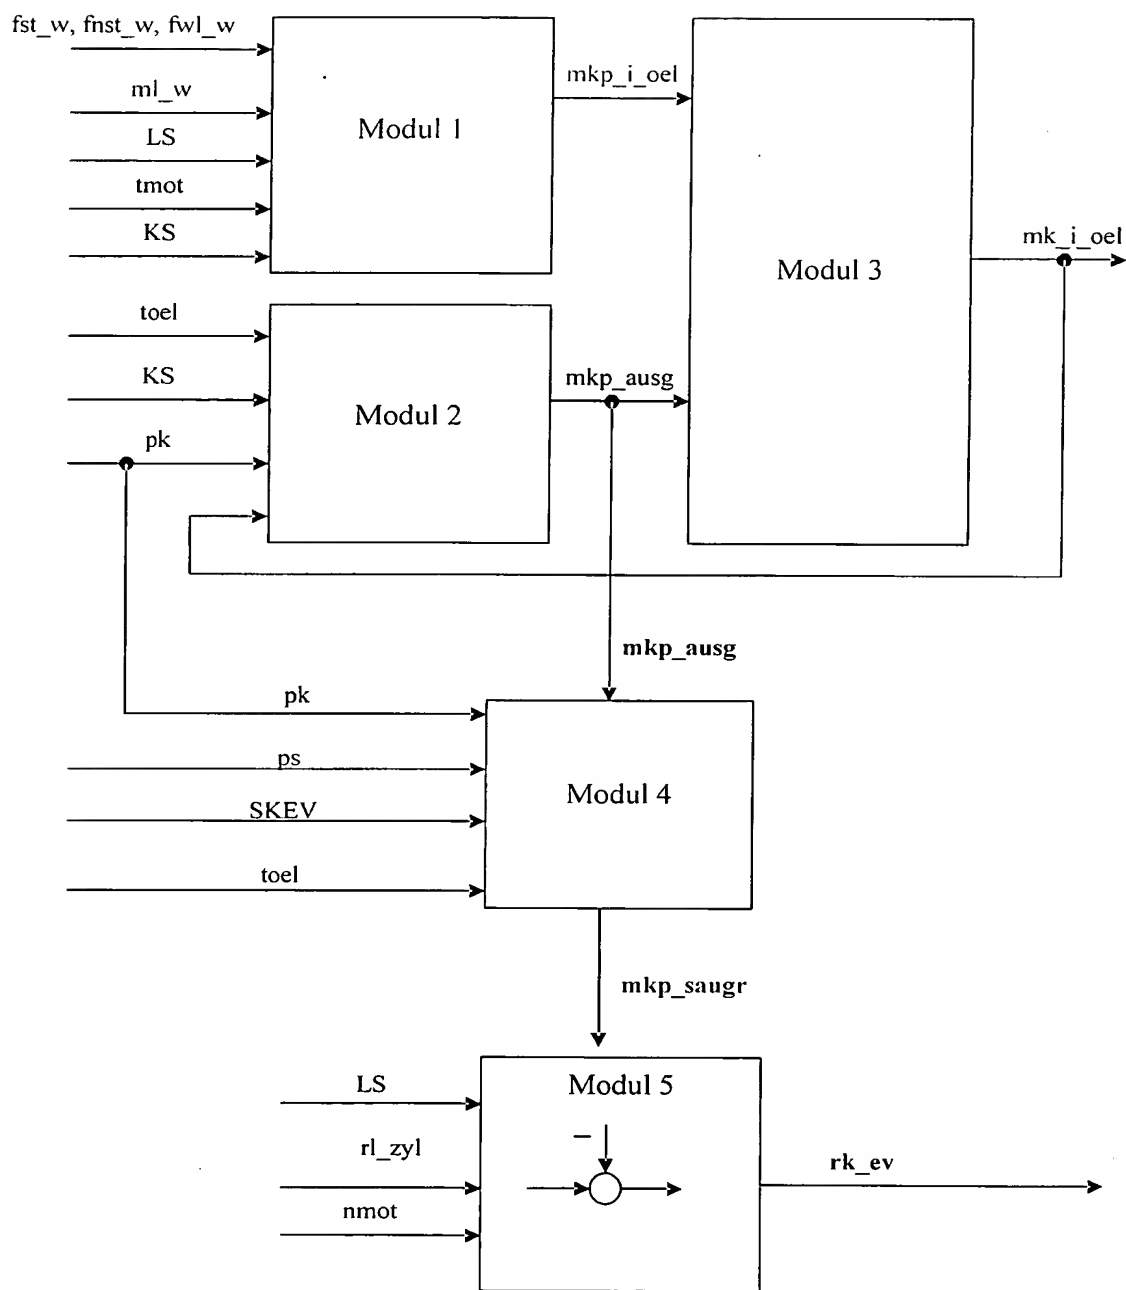 fst_w, fnst_w, fwl_w
ml_w
LS
tmot
KS
Modul 1
mkp_i_oel
Modul 3
mk_i_oel
toel
KS
pk
Modul 2
mkp_ausg
mkp_ausg
pk
ps
SKEV
toel
Modul 4
mkp_saugr
LS
rl_zyl
nmot
Modul 5
–
rk_ev